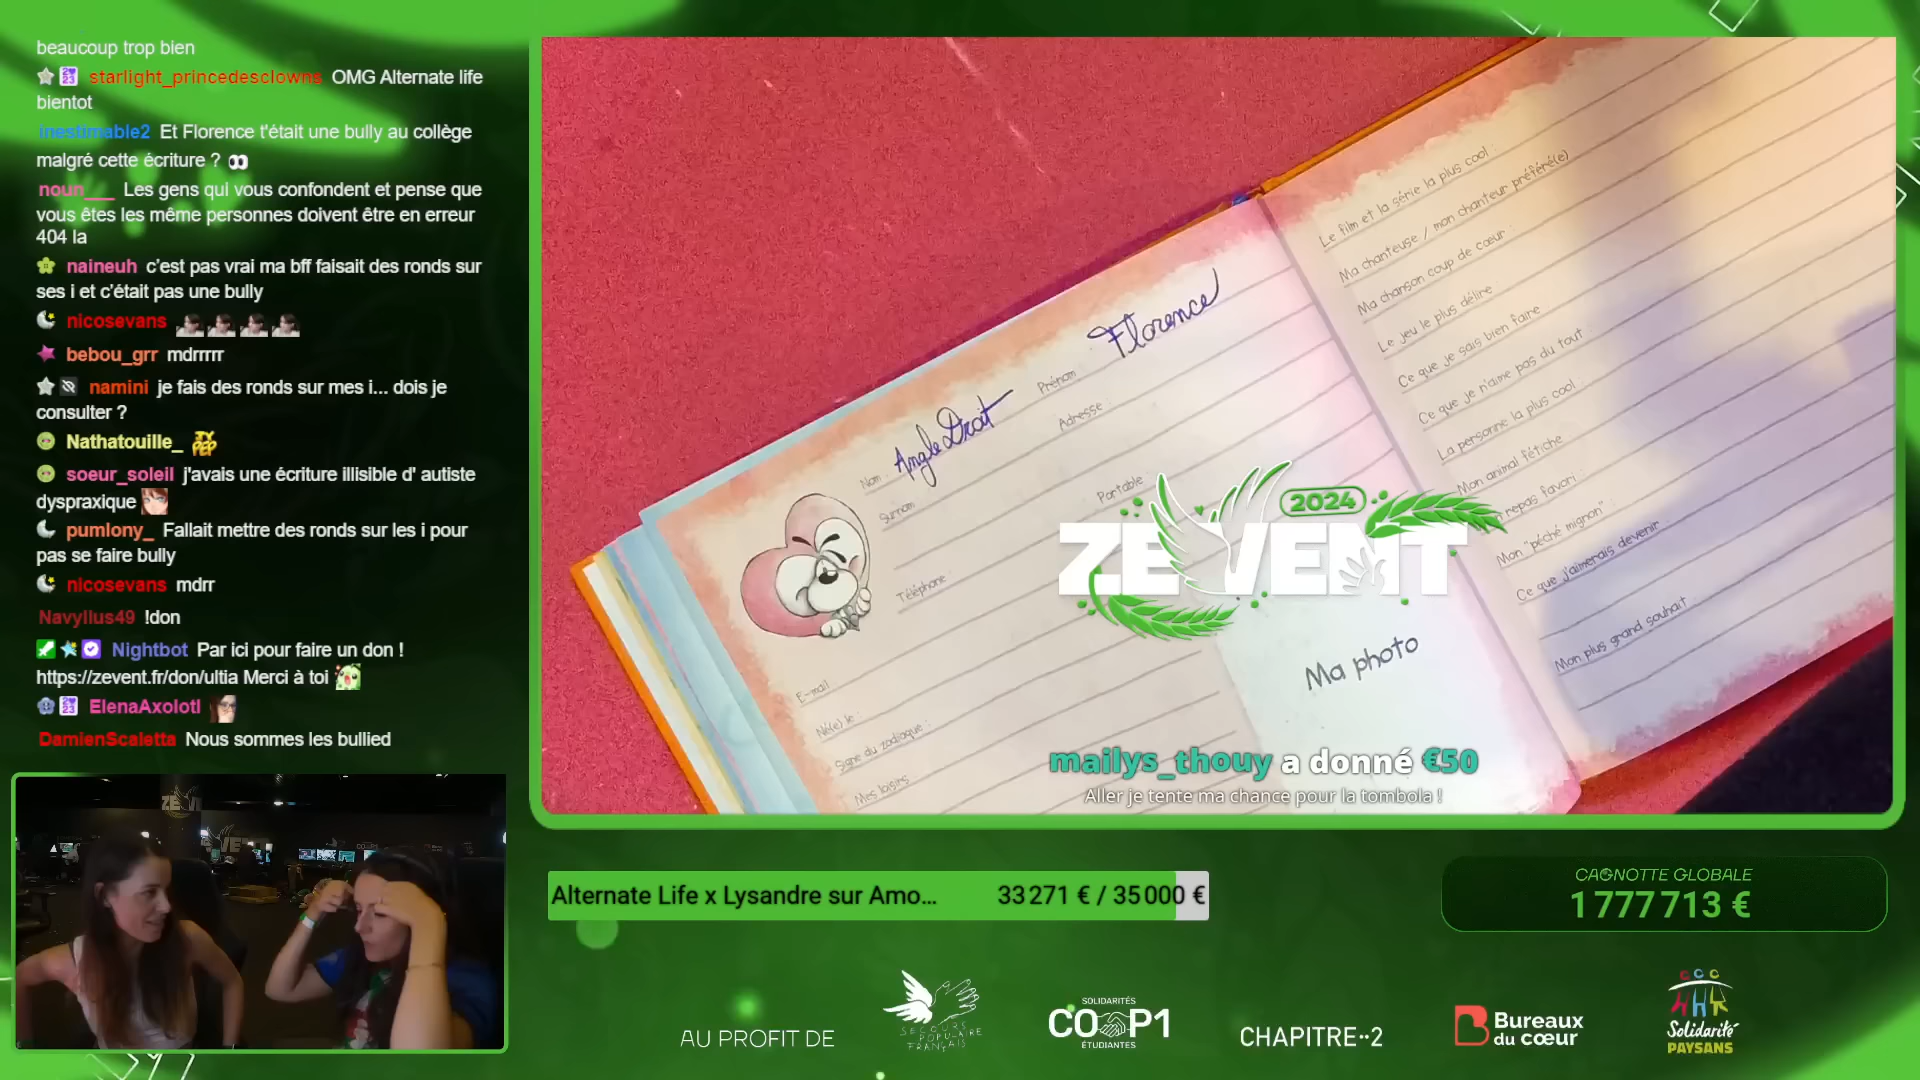 beaucoup trop bien
starlight_princedesclowns OMG Alternate life
bientot
inestimable2 Et Florence t'était une bully au collège
malgré cette écriture ?
noun___ Les gens qui vous confondent et pense que
vous êtes les même personnes doivent être en erreur
404 la
naineuh c'est pas vrai ma bff faisait des ronds sur
ses i et c'était pas une bully
nicosevans
bebou_grr mdrrrrr
namini je fais des ronds sur mes i... dois je
consulter ?
Nathatouille_
soeur_soleil j'avais une écriture illisible d' autiste
dyspraxique
pumlony_ Fallait mettre des ronds sur les i pour
pas se faire bully
nicosevans mdrr
Navyllus49 !don
Nightbot Par ici pour faire un don !
https://zevent.fr/don/ultia Merci à toi
ElenaAxolotl
DamienScaletta Nous sommes les bullied
Nom : Angle Droit
Prénom Florence
Surnom
Adresse :
Téléphone
Portable :
E-mail
Né(e) le :
Signe du zodiaque :
Mes loisirs
Ma photo
Le film et la série la plus cool :
Ma chanteuse / mon chanteur préféré(e)
Ma chanson coup de cœur :
Le jeu le plus délire :
Ce que je sais bien faire
Ce que je n'aime pas du tout :
La personne la plus cool :
Mon animal fétiche :
repas favori :
Mon "péché mignon" :
Ce que j'aimerais devenir :
Mon plus grand souhait
2024
ZEVENT
mailys_thouy a donné €50
Aller je tente ma chance pour la tombola !
Alternate Life x Lysandre sur Amo... 33 271 € / 35 000 €
CAGNOTTE GLOBALE
1 777 713 €
AU PROFIT DE
SECOURS
POPULAIRE
FRANÇAIS
SOLIDARITÉS
CO P1
ÉTUDIANTES
CHAPITRE··2
Bureaux
du cœur
Solidarité
PAYSANS